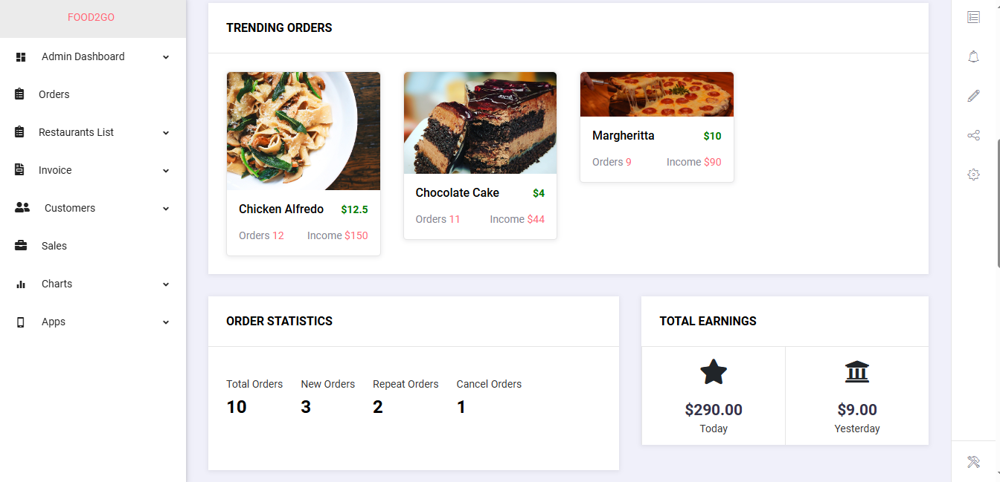 FOOD2GO
Admin Dashboard
Orders
Restaurants List
Invoice
Customers
Sales
Charts
Apps
TRENDING ORDERS
Chicken Alfredo $12.5
Orders 12 Income $150
Chocolate Cake $4
Orders 11 Income $44
Margheritta $10
Orders 9 Income $90
ORDER STATISTICS
Total Orders New Orders Repeat Orders Cancel Orders
10 3 2 1
TOTAL EARNINGS
$290.00 $9.00
Today Yesterday